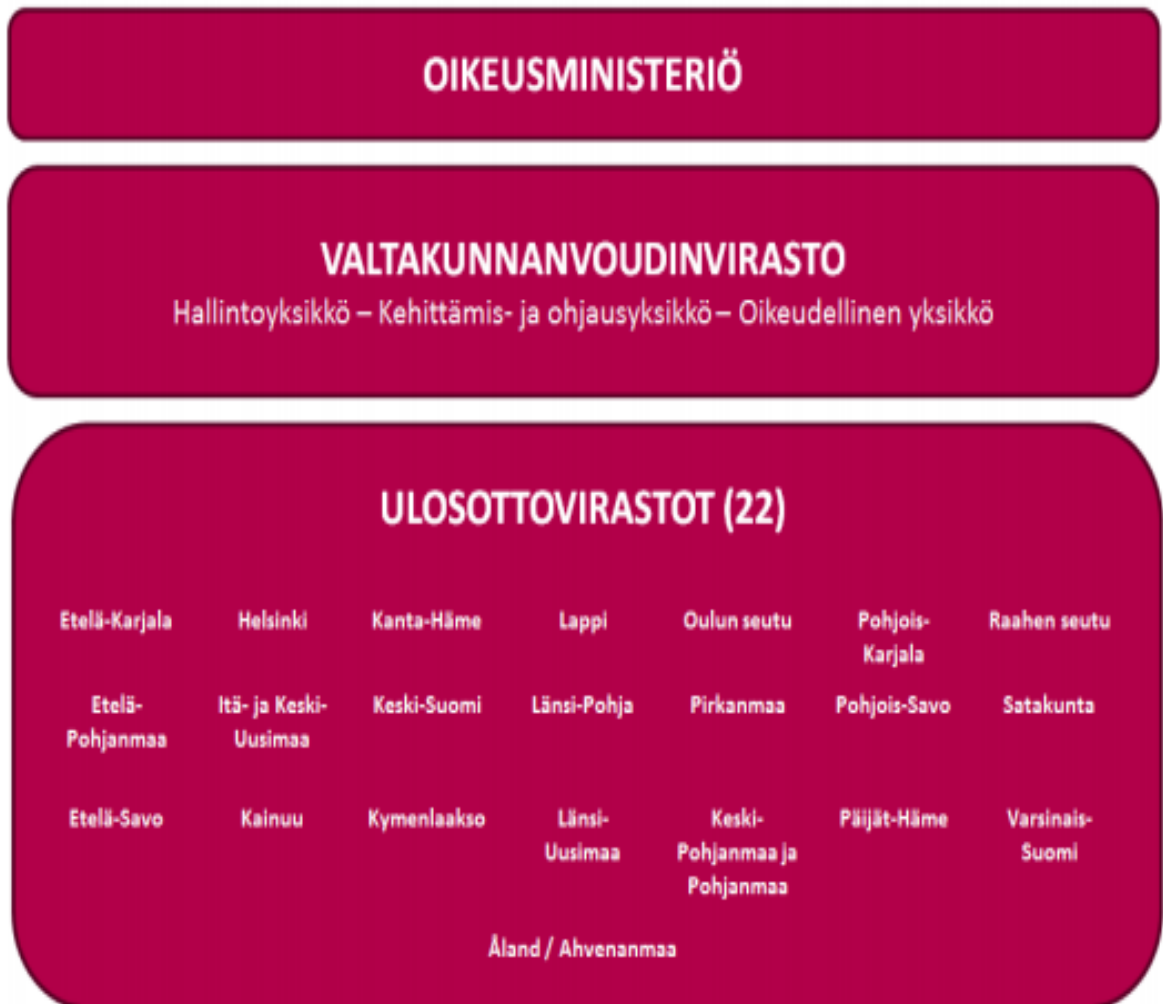 OIKEUSMINISTERIÖ
VALTAKUNNANVOUDINVIRASTO
Hallintoyksikkö – Kehittämis- ja ohjausyksikkö – Oikeudellinen yksikkö
ULOSOTTOVIRASTOT (22)
Etelä-Karjala Helsinki Kanta-Häme Lappi Oulun seutu Pohjois- Raahen seutu
Karjala
Etelä- Itä- ja Keski- Keski-Suomi Länsi-Pohja Pirkanmaa Pohjois-Savo Satakunta
Pohjanmaa Uusimaa
Etelä-Savo Kainuu Kymenlaakso Länsi- Keski- Päijät-Häme Varsinais-
Uusimaa Pohjanmaa ja Suomi
Pohjanmaa
Åland / Ahvenanmaa